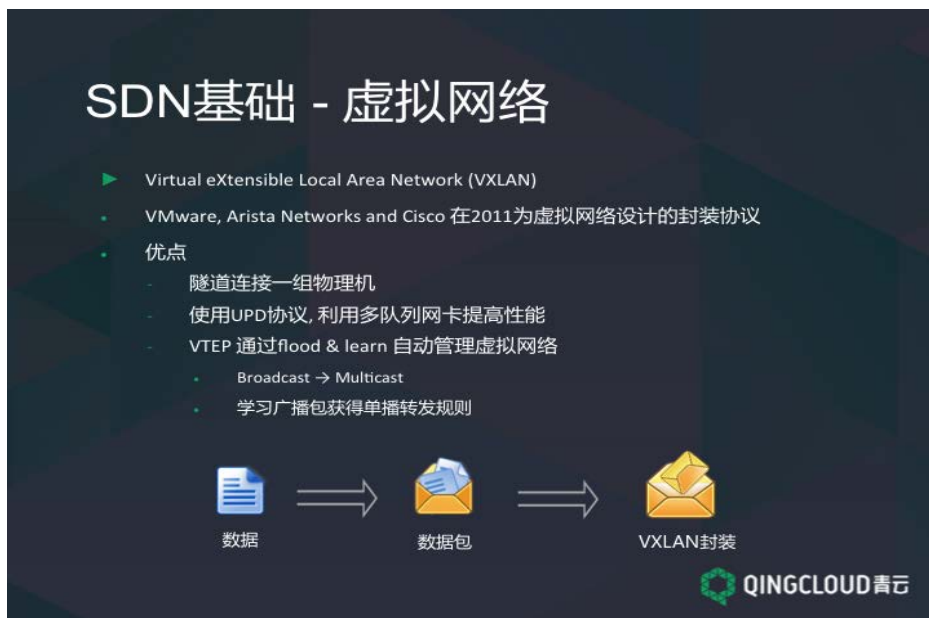 SDN基础 - 虚拟网络
Virtual eXtensible Local Area Network (VXLAN)
VMware, Arista Networks and Cisco 在2011为虚拟网络设计的封装协议
优点
隧道连接一组物理机
使用UPD协议, 利用多队列网卡提高性能
VTEP 通过flood & learn 自动管理虚拟网络
Broadcast → Multicast
学习广播包获得单播转发规则
数据
数据包
VXLAN封装
QINGCLOUD青云